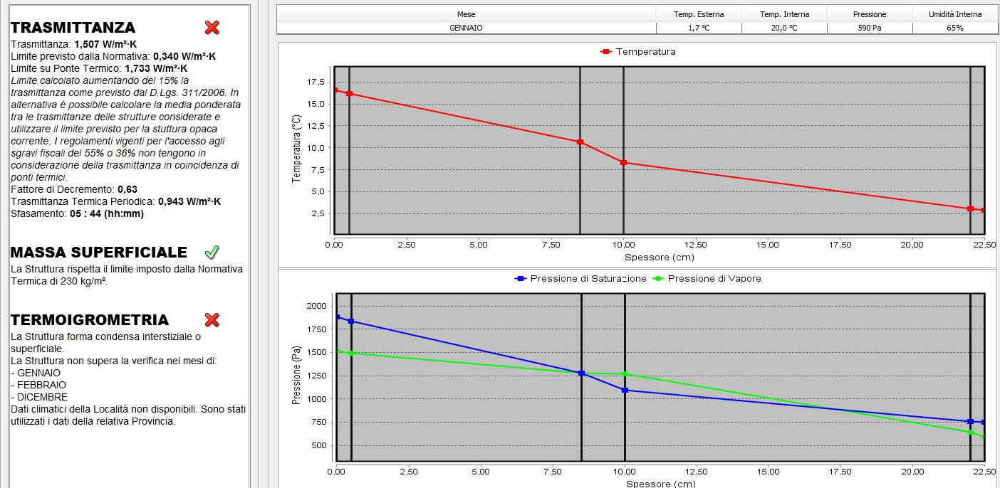 TRASMITTANZA
Trasmittanza: 1,507 W/m²·K
Limite previsto dalla Normativa: 0,340 W/m²·K
Limite su Ponte Termico: 1,733 W/m²·K
Limite calcolato aumentando del 15% la
trasmittanza come previsto dal D.Lgs. 311/2006. In
alternativa è possibile calcolare la media ponderata
tra le trasmittanze delle strutture considerate e
utilizzare il limite previsto per la stuttura opaca
corrente. I regolamenti vigenti per l'accesso agli
sgravi fiscali del 55% o 36% non tengono in
considerazione della trasmittanza in coincidenza di
ponti termici.
Fattore di Decremento: 0,63
Trasmittanza Termica Periodica: 0,943 W/m²·K
Sfasamento: 05 : 44 (hh:mm)
MASSA SUPERFICIALE
La Struttura rispetta il limite imposto dalla Normativa
Termica di 230 kg/m².
TERMOIGROMETRIA
La Struttura forma condensa interstiziale o
superficiale.
La Struttura non supera la verifica nei mesi di:
- GENNAIO
- FEBBRAIO
- DICEMBRE
Dati climatici della Località non disponibili. Sono stati
utilizzati i dati della relativa Provincia.
Mese Temp. Esterna Temp. Interna Pressione Umidità Interna
GENNAIO 1,7 °C 20,0 °C 590 Pa 65%
Temperatura
Temperatura (°C)
17,5
15,0
12,5
10,0
7,5
5,0
2,5
0,00 2,50 5,00 7,50 10,00 12,50 15,00 17,50 20,00 22,50
Spessore (cm)
Pressione di Saturazione Pressione di Vapore
Pressione (Pa)
2000
1750
1500
1250
1000
750
500
0,00 2,50 5,00 7,50 10,00 12,50 15,00 17,50 20,00 22,50
Spessore (cm)